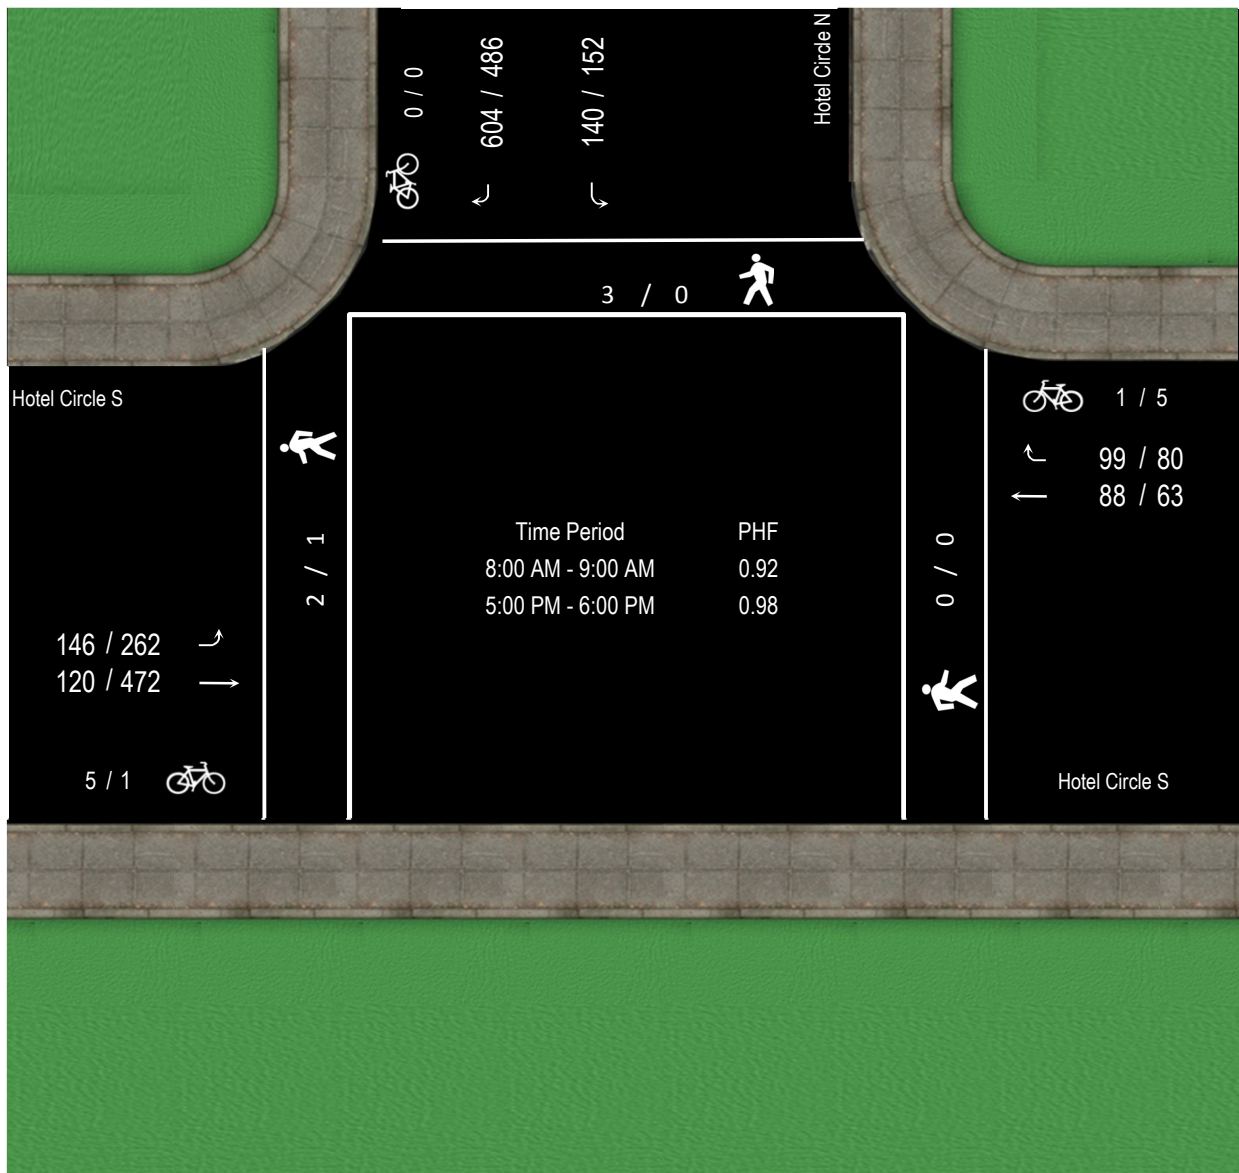 Hotel Circle N
0 / 0
604 / 486
140 / 152
3 / 0
Hotel Circle S
1 / 5
99 / 80
88 / 63
2 / 1
Time Period PHF
8:00 AM - 9:00 AM 0.92
5:00 PM - 6:00 PM 0.98
0 / 0
146 / 262
120 / 472
5 / 1
Hotel Circle S